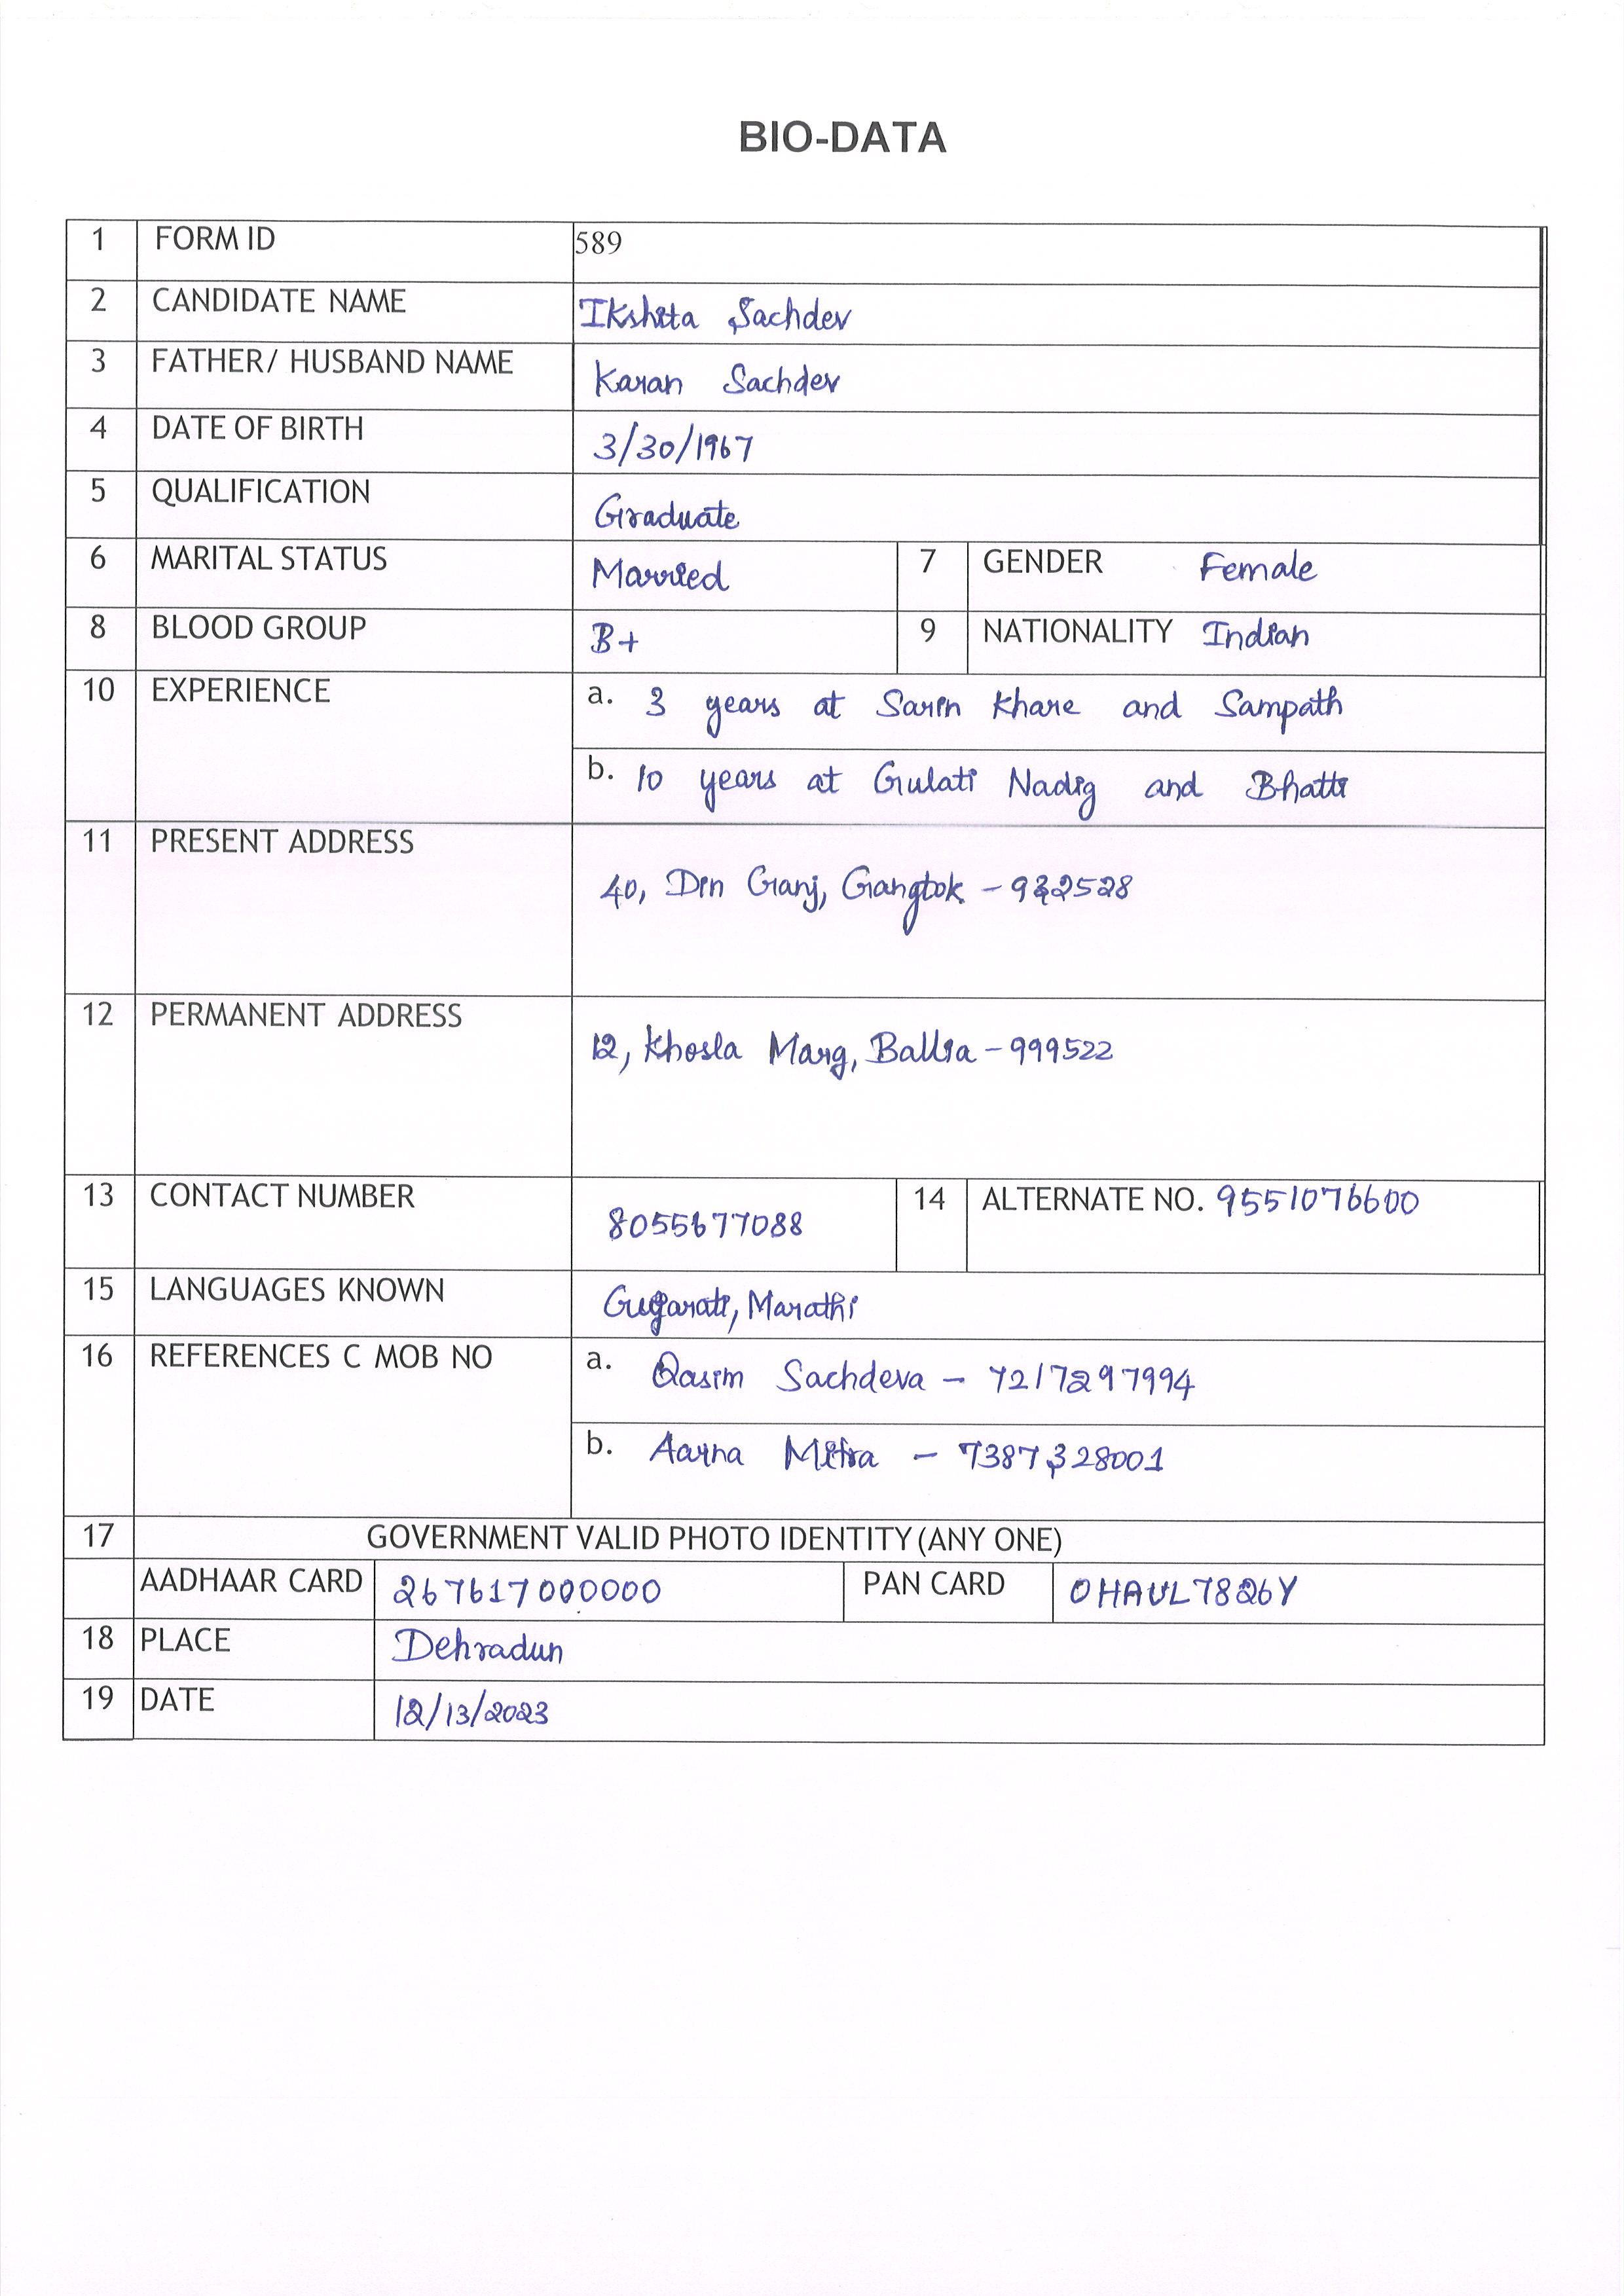 BIO-DATA
1 FORM ID 589
2 CANDIDATE NAME Ikshita Sachdev
3 FATHER/ HUSBAND NAME Karan Sachdev
4 DATE OF BIRTH 3/30/1967
5 QUALIFICATION Graduate
6 MARITAL STATUS Married 7 GENDER Female
8 BLOOD GROUP B+ 9 NATIONALITY Indian
10 EXPERIENCE a. 3 years at Sarin Khare and Sampath
b. 10 years at Gulati Nadig and Bhatti
11 PRESENT ADDRESS
40, Din Ganj, Gangtok - 932528
12 PERMANENT ADDRESS
12, Khosla Marg, Ballia - 999522
13 CONTACT NUMBER 8055677088 14 ALTERNATE NO. 9551076600
15 LANGUAGES KNOWN Gujarati, Marathi
16 REFERENCES C MOB NO a. Qasim Sachdeva - 7217297994
b. Aarna Mitra - 7387328001
17 GOVERNMENT VALID PHOTO IDENTITY (ANY ONE)
AADHAAR CARD 267617000000 PAN CARD OHAUL7826Y
18 PLACE Dehradun
19 DATE 12/13/2023